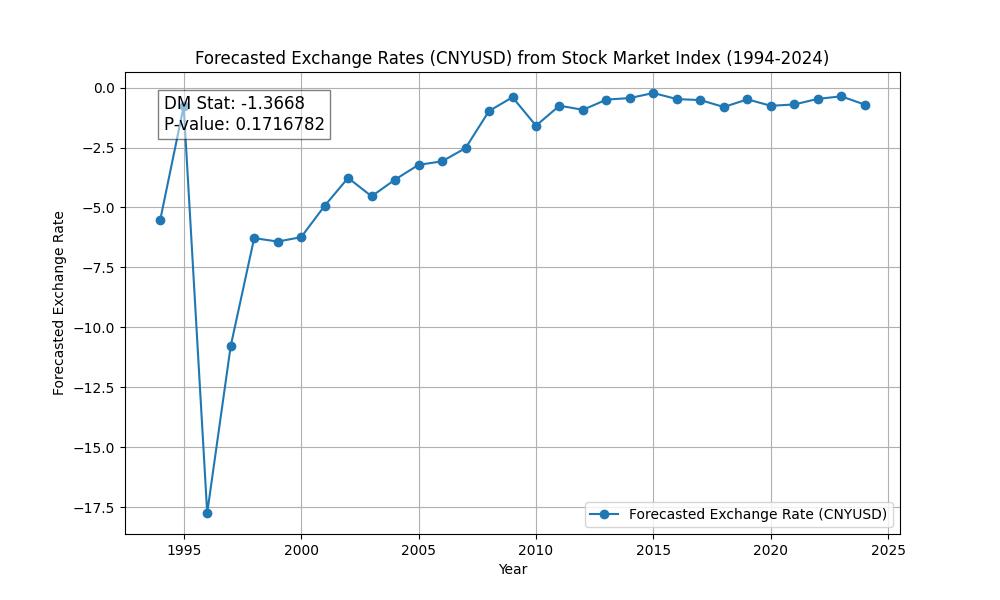 Forecasted Exchange Rates (CNYUSD) from Stock Market Index (1994-2024)
DM Stat: -1.3668
P-value: 0.1716782
Forecasted Exchange Rate
0.0
−2.5
−5.0
−7.5
−10.0
−12.5
−15.0
−17.5
Forecasted Exchange Rate (CNYUSD)
1995 2000 2005 2010 2015 2020 2025
Year